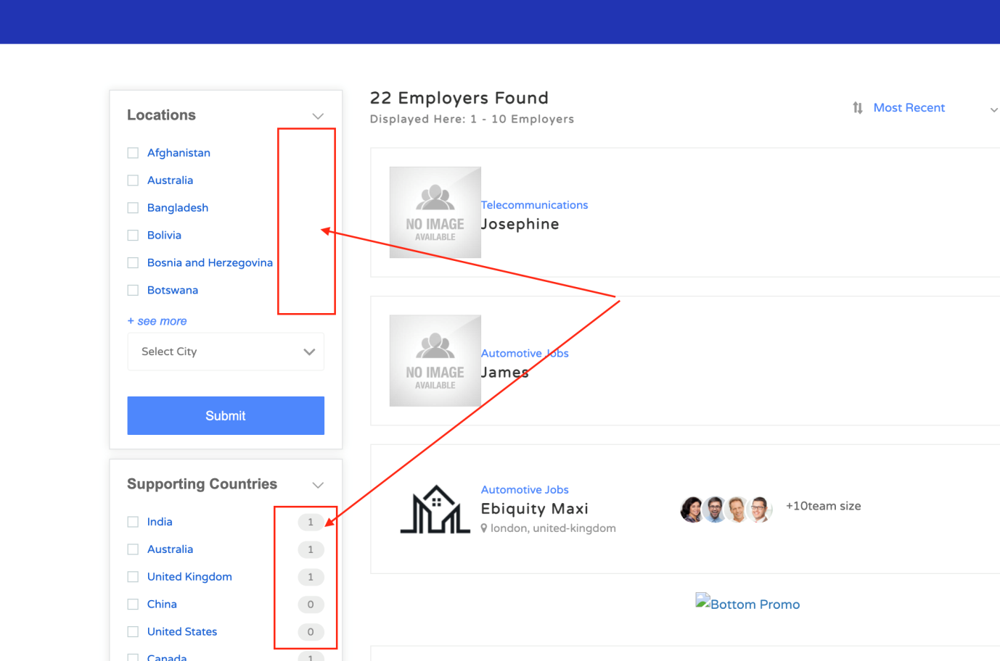 Locations
Afghanistan
Australia
Bangladesh
Bolivia
Bosnia and Herzegovina
Botswana
+ see more
Select City
Submit
Supporting Countries
India 1
Australia 1
United Kingdom 1
China 0
United States 0
Canada 1
22 Employers Found
Displayed Here: 1 - 10 Employers
Most Recent
NO IMAGE
AVAILABLE
Telecommunications
Josephine
NO IMAGE
AVAILABLE
Automotive Jobs
James
Automotive Jobs
Ebiquity Maxi
london, united-kingdom
+10team size
Bottom Promo